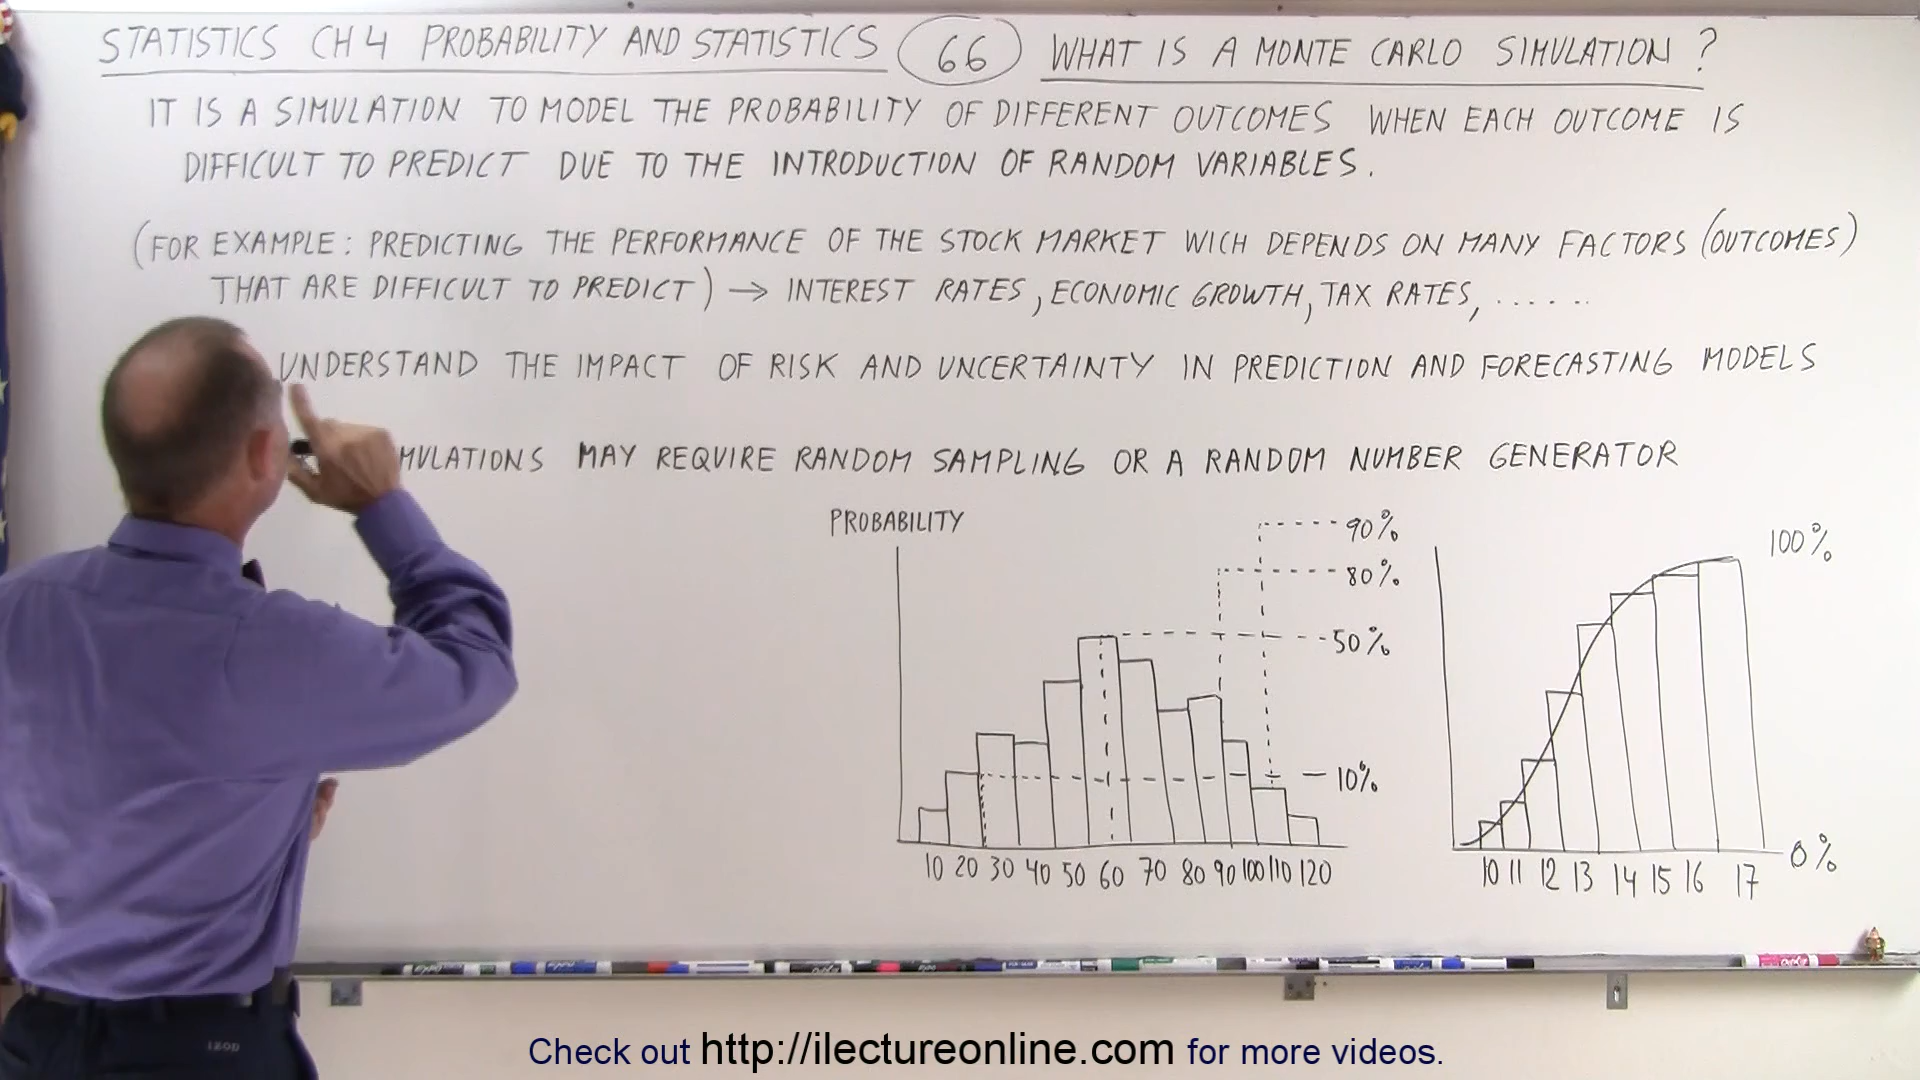 STATISTICS CH 4 PROBABILITY AND STATISTICS 66 WHAT IS A MONTE CARLO SIMULATION ?
IT IS A SIMULATION TO MODEL THE PROBABILITY OF DIFFERENT OUTCOMES WHEN EACH OUTCOME IS
DIFFICULT TO PREDICT DUE TO THE INTRODUCTION OF RANDOM VARIABLES.
(FOR EXAMPLE: PREDICTING THE PERFORMANCE OF THE STOCK MARKET WICH DEPENDS ON MANY FACTORS (OUTCOMES)
THAT ARE DIFFICULT TO PREDICT) → INTEREST RATES, ECONOMIC GROWTH, TAX RATES, ......
UNDERSTAND THE IMPACT OF RISK AND UNCERTAINTY IN PREDICTION AND FORECASTING MODELS
MULATIONS MAY REQUIRE RANDOM SAMPLING OR A RANDOM NUMBER GENERATOR
PROBABILITY
90%
80%
50%
10%
10 20 30 40 50 60 70 80 90 100 110 120
100%
0%
10 11 12 13 14 15 16 17
IZOD
Check out http://ilectureonline.com for more videos.